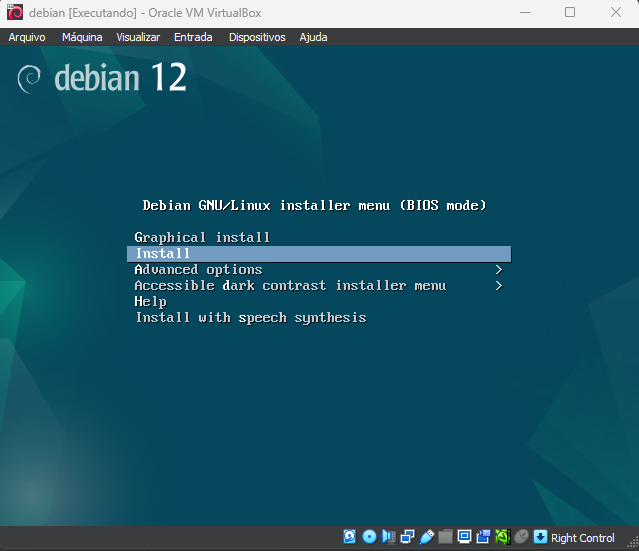 debian [Executando] - Oracle VM VirtualBox
Arquivo Máquina Visualizar Entrada Dispositivos Ajuda
debian 12
Debian GNU/Linux installer menu (BIOS mode)
Graphical install
Install
Advanced options >
Accessible dark contrast installer menu >
Help
Install with speech synthesis
Right Control